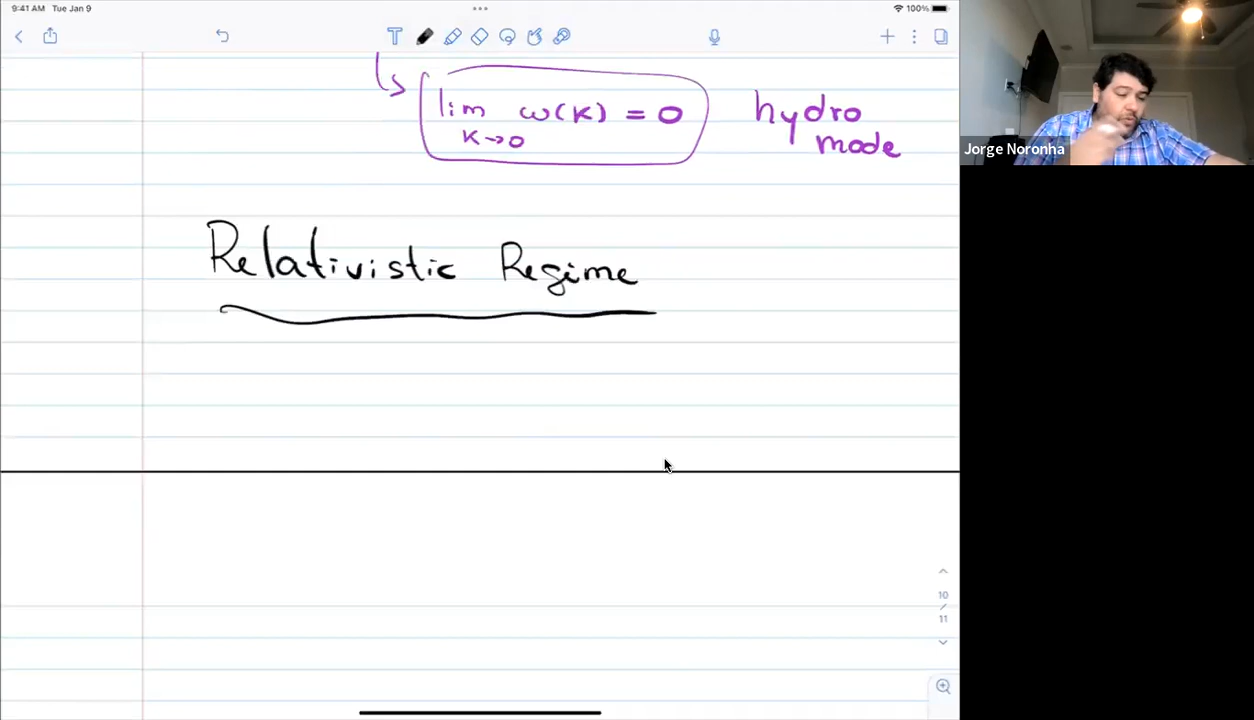 9:41 AM Tue Jan 9
100%
lim ω(k) = 0 hydro
k→0 mode
Jorge Noronha
Relativistic Regime
10
/
11